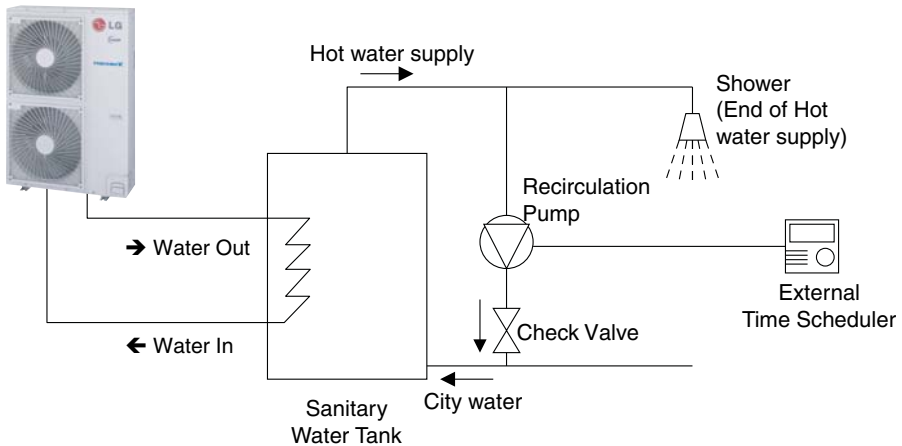 LG
Hot water supply
Shower
(End of Hot
water supply)
Recirculation
Pump
Water Out
External
Time Scheduler
Check Valve
Water In
City water
Sanitary
Water Tank